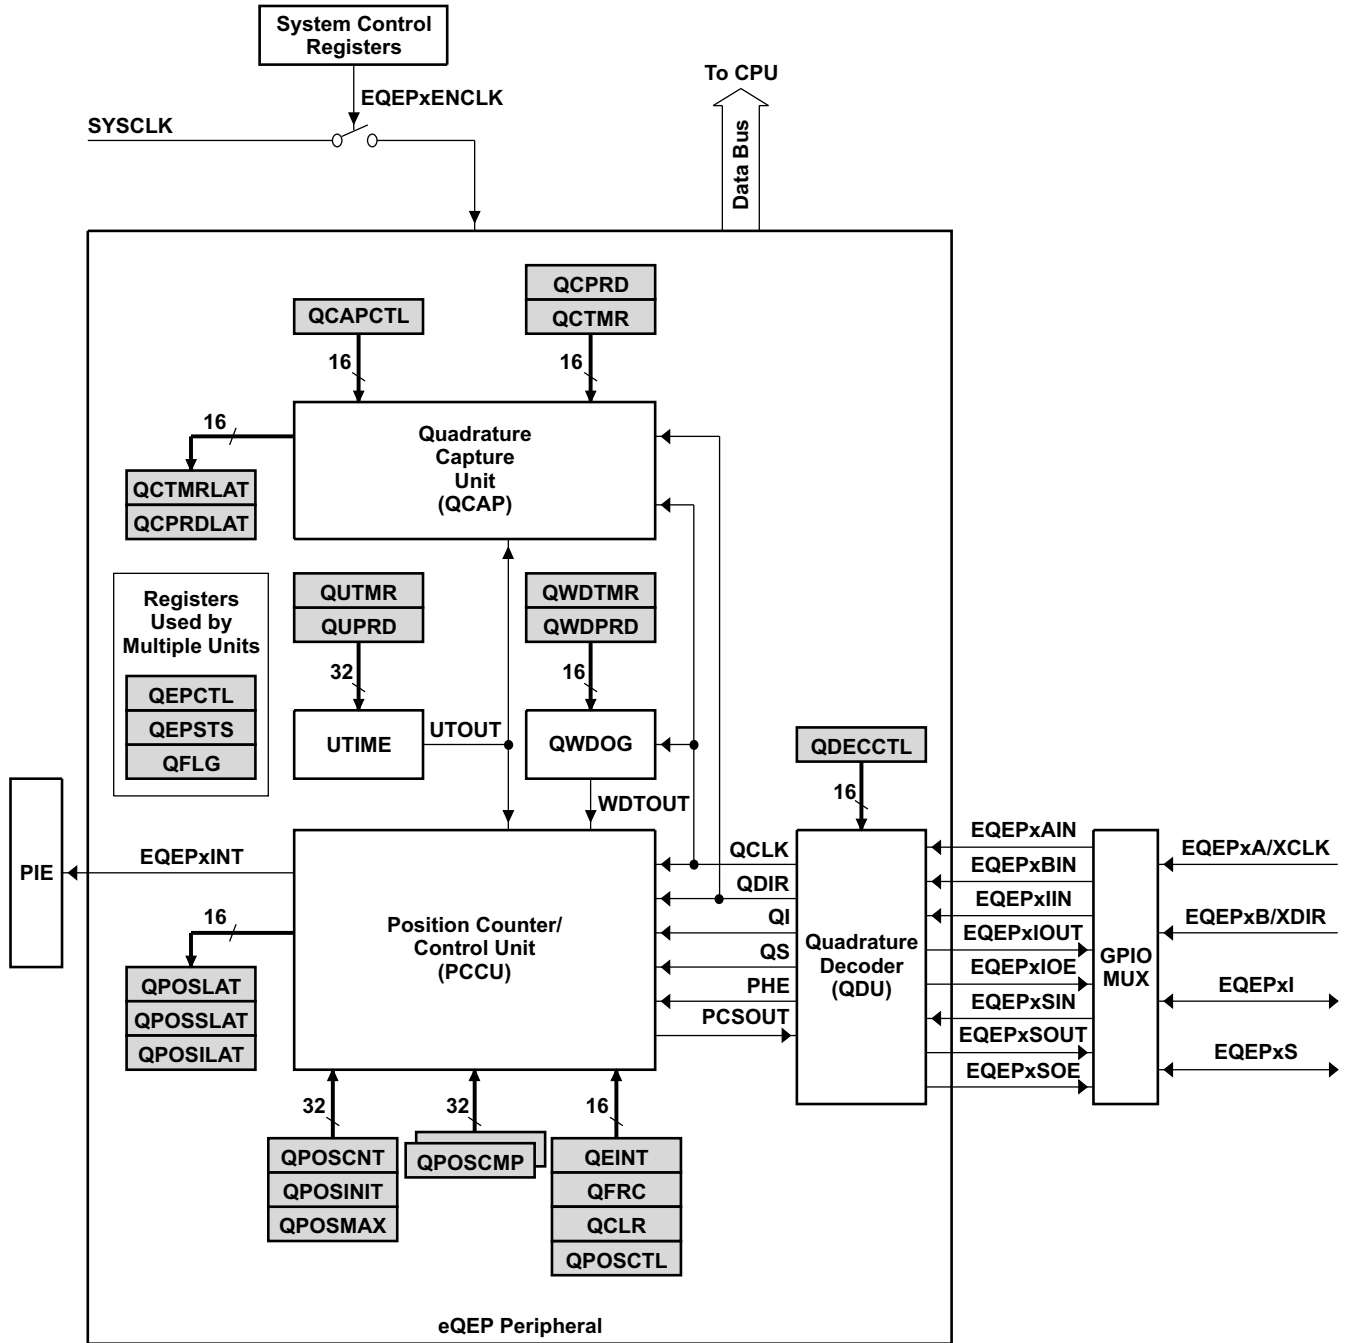 System Control
Registers
To CPU
EQEPxENCLK
SYSCLK
Data Bus
QCPRD
QCTMR
QCAPCTL
16
16
16
Quadrature
Capture
Unit
(QCAP)
QCTMRLAT
QCPRDLAT
Registers
Used by
Multiple Units
QEPCTL
QEPSTS
QFLG
QUTMR
QUPRD
32
UTIME
UTOUT
QWDTMR
QWDPRD
16
QWDOG
WDTOUT
QDECCTL
16
PIE
EQEPxINT
16
QPOSLAT
QPOSSLAT
QPOSILAT
Position Counter/
Control Unit
(PCCU)
QCLK
QDIR
QI
QS
PHE
PCSOUT
Quadrature
Decoder
(QDU)
EQEPxAIN
EQEPxBIN
EQEPxIIN
EQEPxIOUT
EQEPxIOE
EQEPxSIN
EQEPxSOUT
EQEPxSOE
GPIO
MUX
EQEPxA/XCLK
EQEPxB/XDIR
EQEPxI
EQEPxS
32
QPOSCNT
QPOSINIT
QPOSMAX
32
QPOSCMP
16
QEINT
QFRC
QCLR
QPOSCTL
eQEP Peripheral